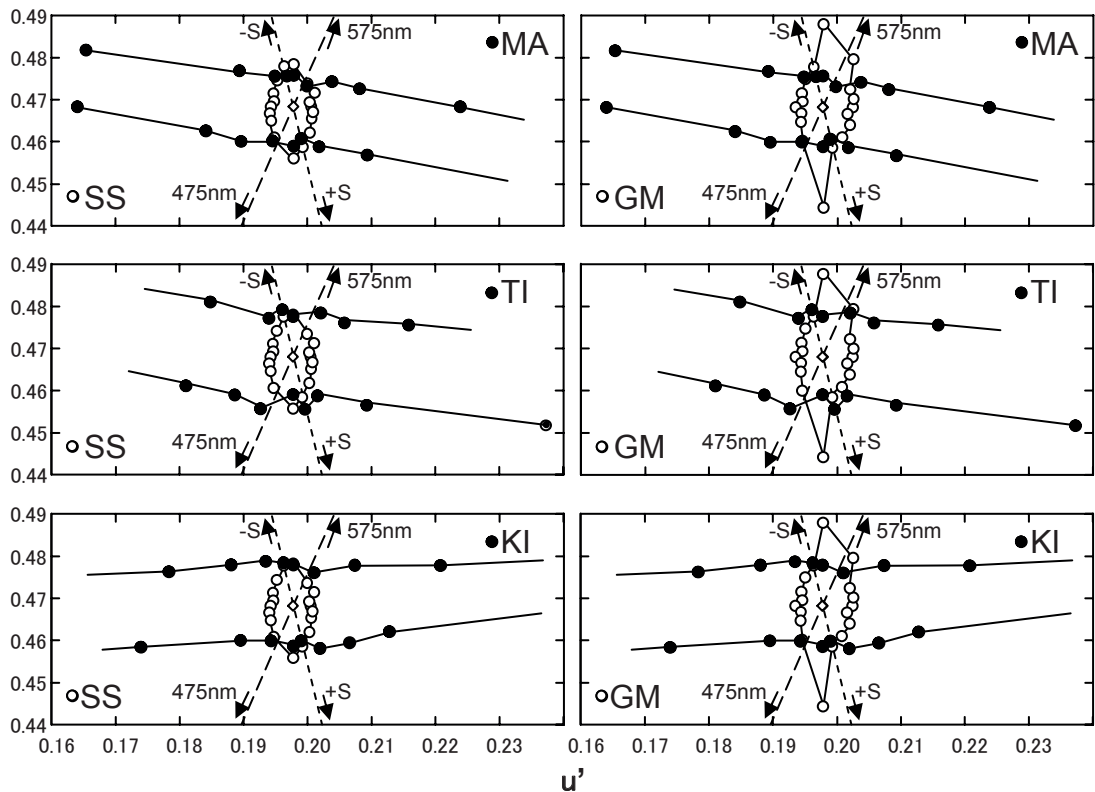 0.49
0.48
0.47
0.46
0.45
0.44
-S 575nm MA
SS 475nm +S
-S 575nm MA
GM 475nm +S
0.49
0.48
0.47
0.46
0.45
0.44
-S 575nm TI
SS 475nm +S
-S 575nm TI
GM 475nm +S
0.49
0.48
0.47
0.46
0.45
0.44
-S 575nm KI
SS 475nm +S
-S 575nm KI
GM 475nm +S
0.16 0.17 0.18 0.19 0.20 0.21 0.22 0.23
0.16 0.17 0.18 0.19 0.20 0.21 0.22 0.23
u’